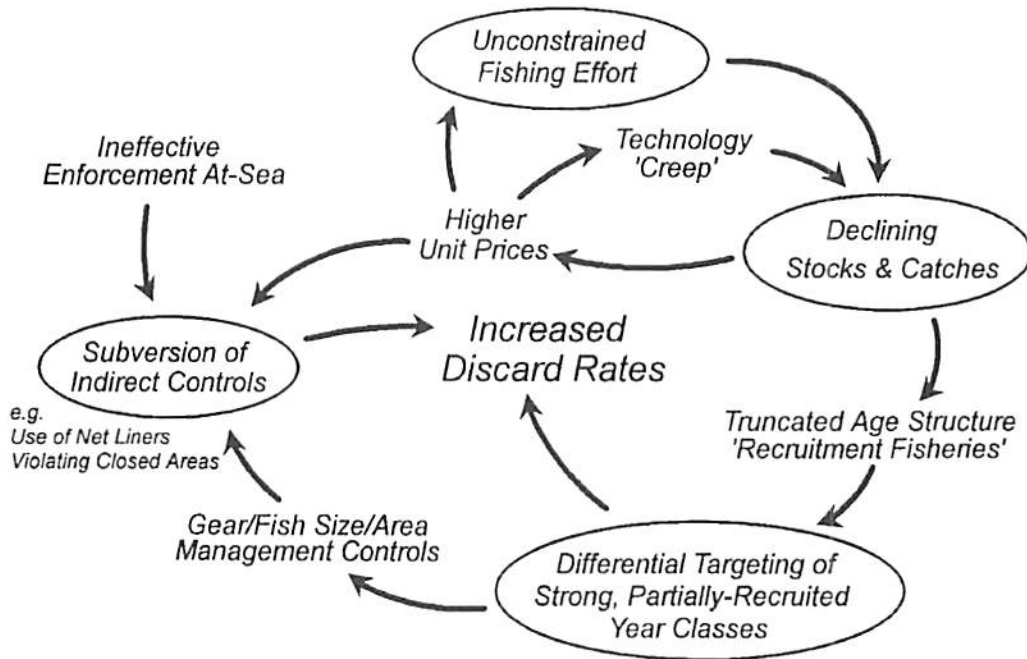 Unconstrained
Fishing Effort
Ineffective
Enforcement At-Sea
Technology
'Creep'
Higher
Unit Prices
Declining
Stocks & Catches
Increased
Discard Rates
Subversion of
Indirect Controls
e.g.
Use of Net Liners
Violating Closed Areas
Truncated Age Structure
'Recruitment Fisheries'
Gear/Fish Size/Area
Management Controls
Differential Targeting of
Strong, Partially-Recruited
Year Classes